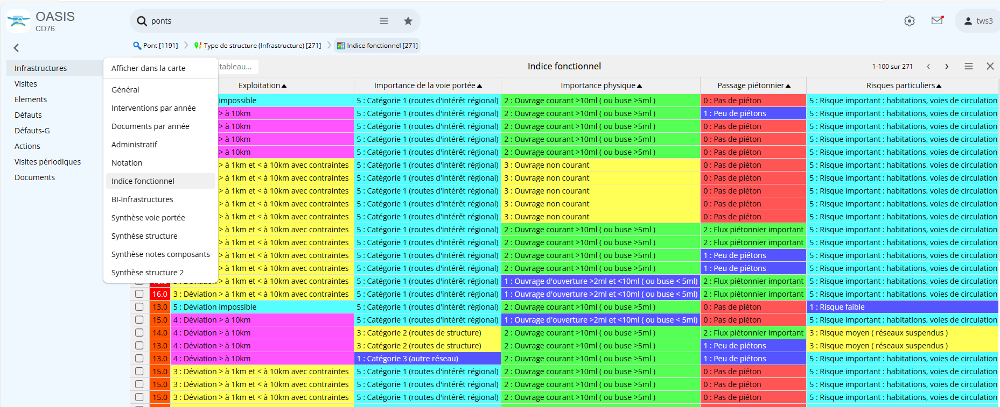 OASIS
CD76
ponts
tws3
Pont [1191]
Type de structure (Infrastructure) [271]
Indice fonctionnel [271]
Infrastructures
Visites
Elements
Défauts
Défauts-G
Actions
Visites périodiques
Documents
Afficher dans la carte
Général
Interventions par année
Documents par année
Administratif
Notation
Indice fonctionnel
BI-Infrastructures
Synthèse voie portée
Synthèse structure
Synthèse notes composants
Synthèse structure 2
tableau...
Indice fonctionnel
1-100 sur 271
Exploitation Importance de la voie portée Importance physique Passage piétonnier Risques particuliers
impossible 5 : Catégorie 1 (routes d'intérêt régional) 2 : Ouvrage courant >10ml ( ou buse >5ml ) 0 : Pas de piéton 5 : Risque important : habitations, voies de circulation
> à 10km 5 : Catégorie 1 (routes d'intérêt régional) 2 : Ouvrage courant >10ml ( ou buse >5ml ) 1 : Peu de piétons 5 : Risque important : habitations, voies de circulation
> à 10km 5 : Catégorie 1 (routes d'intérêt régional) 2 : Ouvrage courant >10ml ( ou buse >5ml ) 0 : Pas de piéton 5 : Risque important : habitations, voies de circulation
> à 10km 5 : Catégorie 1 (routes d'intérêt régional) 2 : Ouvrage courant >10ml ( ou buse >5ml ) 0 : Pas de piéton 5 : Risque important : habitations, voies de circulation
> à 10km 5 : Catégorie 1 (routes d'intérêt régional) 2 : Ouvrage courant >10ml ( ou buse >5ml ) 0 : Pas de piéton 5 : Risque important : habitations, voies de circulation
> à 1km et < à 10km avec contraintes 5 : Catégorie 1 (routes d'intérêt régional) 3 : Ouvrage non courant 0 : Pas de piéton 5 : Risque important : habitations, voies de circulation
> à 1km et < à 10km avec contraintes 5 : Catégorie 1 (routes d'intérêt régional) 3 : Ouvrage non courant 0 : Pas de piéton 5 : Risque important : habitations, voies de circulation
> à 1km et < à 10km avec contraintes 5 : Catégorie 1 (routes d'intérêt régional) 3 : Ouvrage non courant 0 : Pas de piéton 5 : Risque important : habitations, voies de circulation
> à 1km et < à 10km avec contraintes 5 : Catégorie 1 (routes d'intérêt régional) 3 : Ouvrage non courant 0 : Pas de piéton 5 : Risque important : habitations, voies de circulation
> à 1km et < à 10km avec contraintes 5 : Catégorie 1 (routes d'intérêt régional) 3 : Ouvrage non courant 0 : Pas de piéton 5 : Risque important : habitations, voies de circulation
> à 1km et < à 10km avec contraintes 5 : Catégorie 1 (routes d'intérêt régional) 2 : Ouvrage courant >10ml ( ou buse >5ml ) 2 : Flux piétonnier important 5 : Risque important : habitations, voies de circulation
> à 1km et < à 10km avec contraintes 5 : Catégorie 1 (routes d'intérêt régional) 2 : Ouvrage courant >10ml ( ou buse >5ml ) 2 : Flux piétonnier important 5 : Risque important : habitations, voies de circulation
> à 1km et < à 10km avec contraintes 5 : Catégorie 1 (routes d'intérêt régional) 2 : Ouvrage courant >10ml ( ou buse >5ml ) 1 : Peu de piétons 5 : Risque important : habitations, voies de circulation
> à 1km et < à 10km avec contraintes 5 : Catégorie 1 (routes d'intérêt régional) 2 : Ouvrage courant >10ml ( ou buse >5ml ) 1 : Peu de piétons 5 : Risque important : habitations, voies de circulation
> à 1km et < à 10km avec contraintes 5 : Catégorie 1 (routes d'intérêt régional) 1 : Ouvrage d'ouverture >2ml et <10ml ( ou buse < 5ml) 2 : Flux piétonnier important 5 : Risque important : habitations, voies de circulation
16.0 3 : Déviation > à 1km et < à 10km avec contraintes 5 : Catégorie 1 (routes d'intérêt régional) 1 : Ouvrage d'ouverture >2ml et <10ml ( ou buse < 5ml) 2 : Flux piétonnier important 5 : Risque important : habitations, voies de circulation
13.0 5 : Déviation impossible 5 : Catégorie 1 (routes d'intérêt régional) 2 : Ouvrage courant >10ml ( ou buse >5ml ) 0 : Pas de piéton 1 : Risque faible
15.0 4 : Déviation > à 10km 5 : Catégorie 1 (routes d'intérêt régional) 1 : Ouvrage d'ouverture >2ml et <10ml ( ou buse < 5ml) 0 : Pas de piéton 5 : Risque important : habitations, voies de circulation
14.0 4 : Déviation > à 10km 3 : Catégorie 2 (routes de structure) 2 : Ouvrage courant >10ml ( ou buse >5ml ) 2 : Flux piétonnier important 3 : Risque moyen ( réseaux suspendus )
13.0 4 : Déviation > à 10km 3 : Catégorie 2 (routes de structure) 2 : Ouvrage courant >10ml ( ou buse >5ml ) 1 : Peu de piétons 3 : Risque moyen ( réseaux suspendus )
13.0 4 : Déviation > à 10km 1 : Catégorie 3 (autre réseau) 2 : Ouvrage courant >10ml ( ou buse >5ml ) 1 : Peu de piétons 5 : Risque important : habitations, voies de circulation
15.0 3 : Déviation > à 1km et < à 10km avec contraintes 5 : Catégorie 1 (routes d'intérêt régional) 2 : Ouvrage courant >10ml ( ou buse >5ml ) 0 : Pas de piéton 5 : Risque important : habitations, voies de circulation
15.0 3 : Déviation > à 1km et < à 10km avec contraintes 5 : Catégorie 1 (routes d'intérêt régional) 2 : Ouvrage courant >10ml ( ou buse >5ml ) 0 : Pas de piéton 5 : Risque important : habitations, voies de circulation
15.0 3 : Déviation > à 1km et < à 10km avec contraintes 5 : Catégorie 1 (routes d'intérêt régional) 2 : Ouvrage courant >10ml ( ou buse >5ml ) 0 : Pas de piéton 5 : Risque important : habitations, voies de circulation